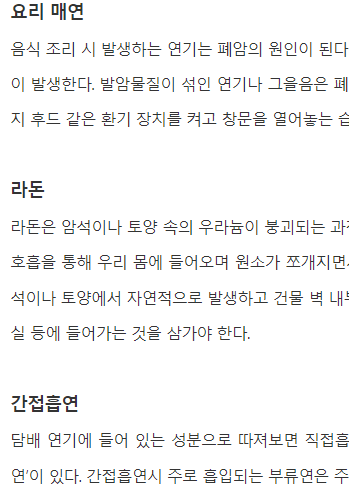 요리 매연
음식 조리 시 발생하는 연기는 폐암의 원인이 된다
이 발생한다. 발암물질이 섞인 연기나 그을음은 폐
지 후드 같은 환기 장치를 켜고 창문을 열어놓는 습
라돈
라돈은 암석이나 토양 속의 우라늄이 붕괴되는 과
호흡을 통해 우리 몸에 들어오며 원소가 쪼개지면
석이나 토양에서 자연적으로 발생하고 건물 벽 내
실 등에 들어가는 것을 삼가야 한다.
간접흡연
담배 연기에 들어 있는 성분으로 따져보면 직접흡
연’이 있다. 간접흡연시 주로 흡입되는 부류연은 주